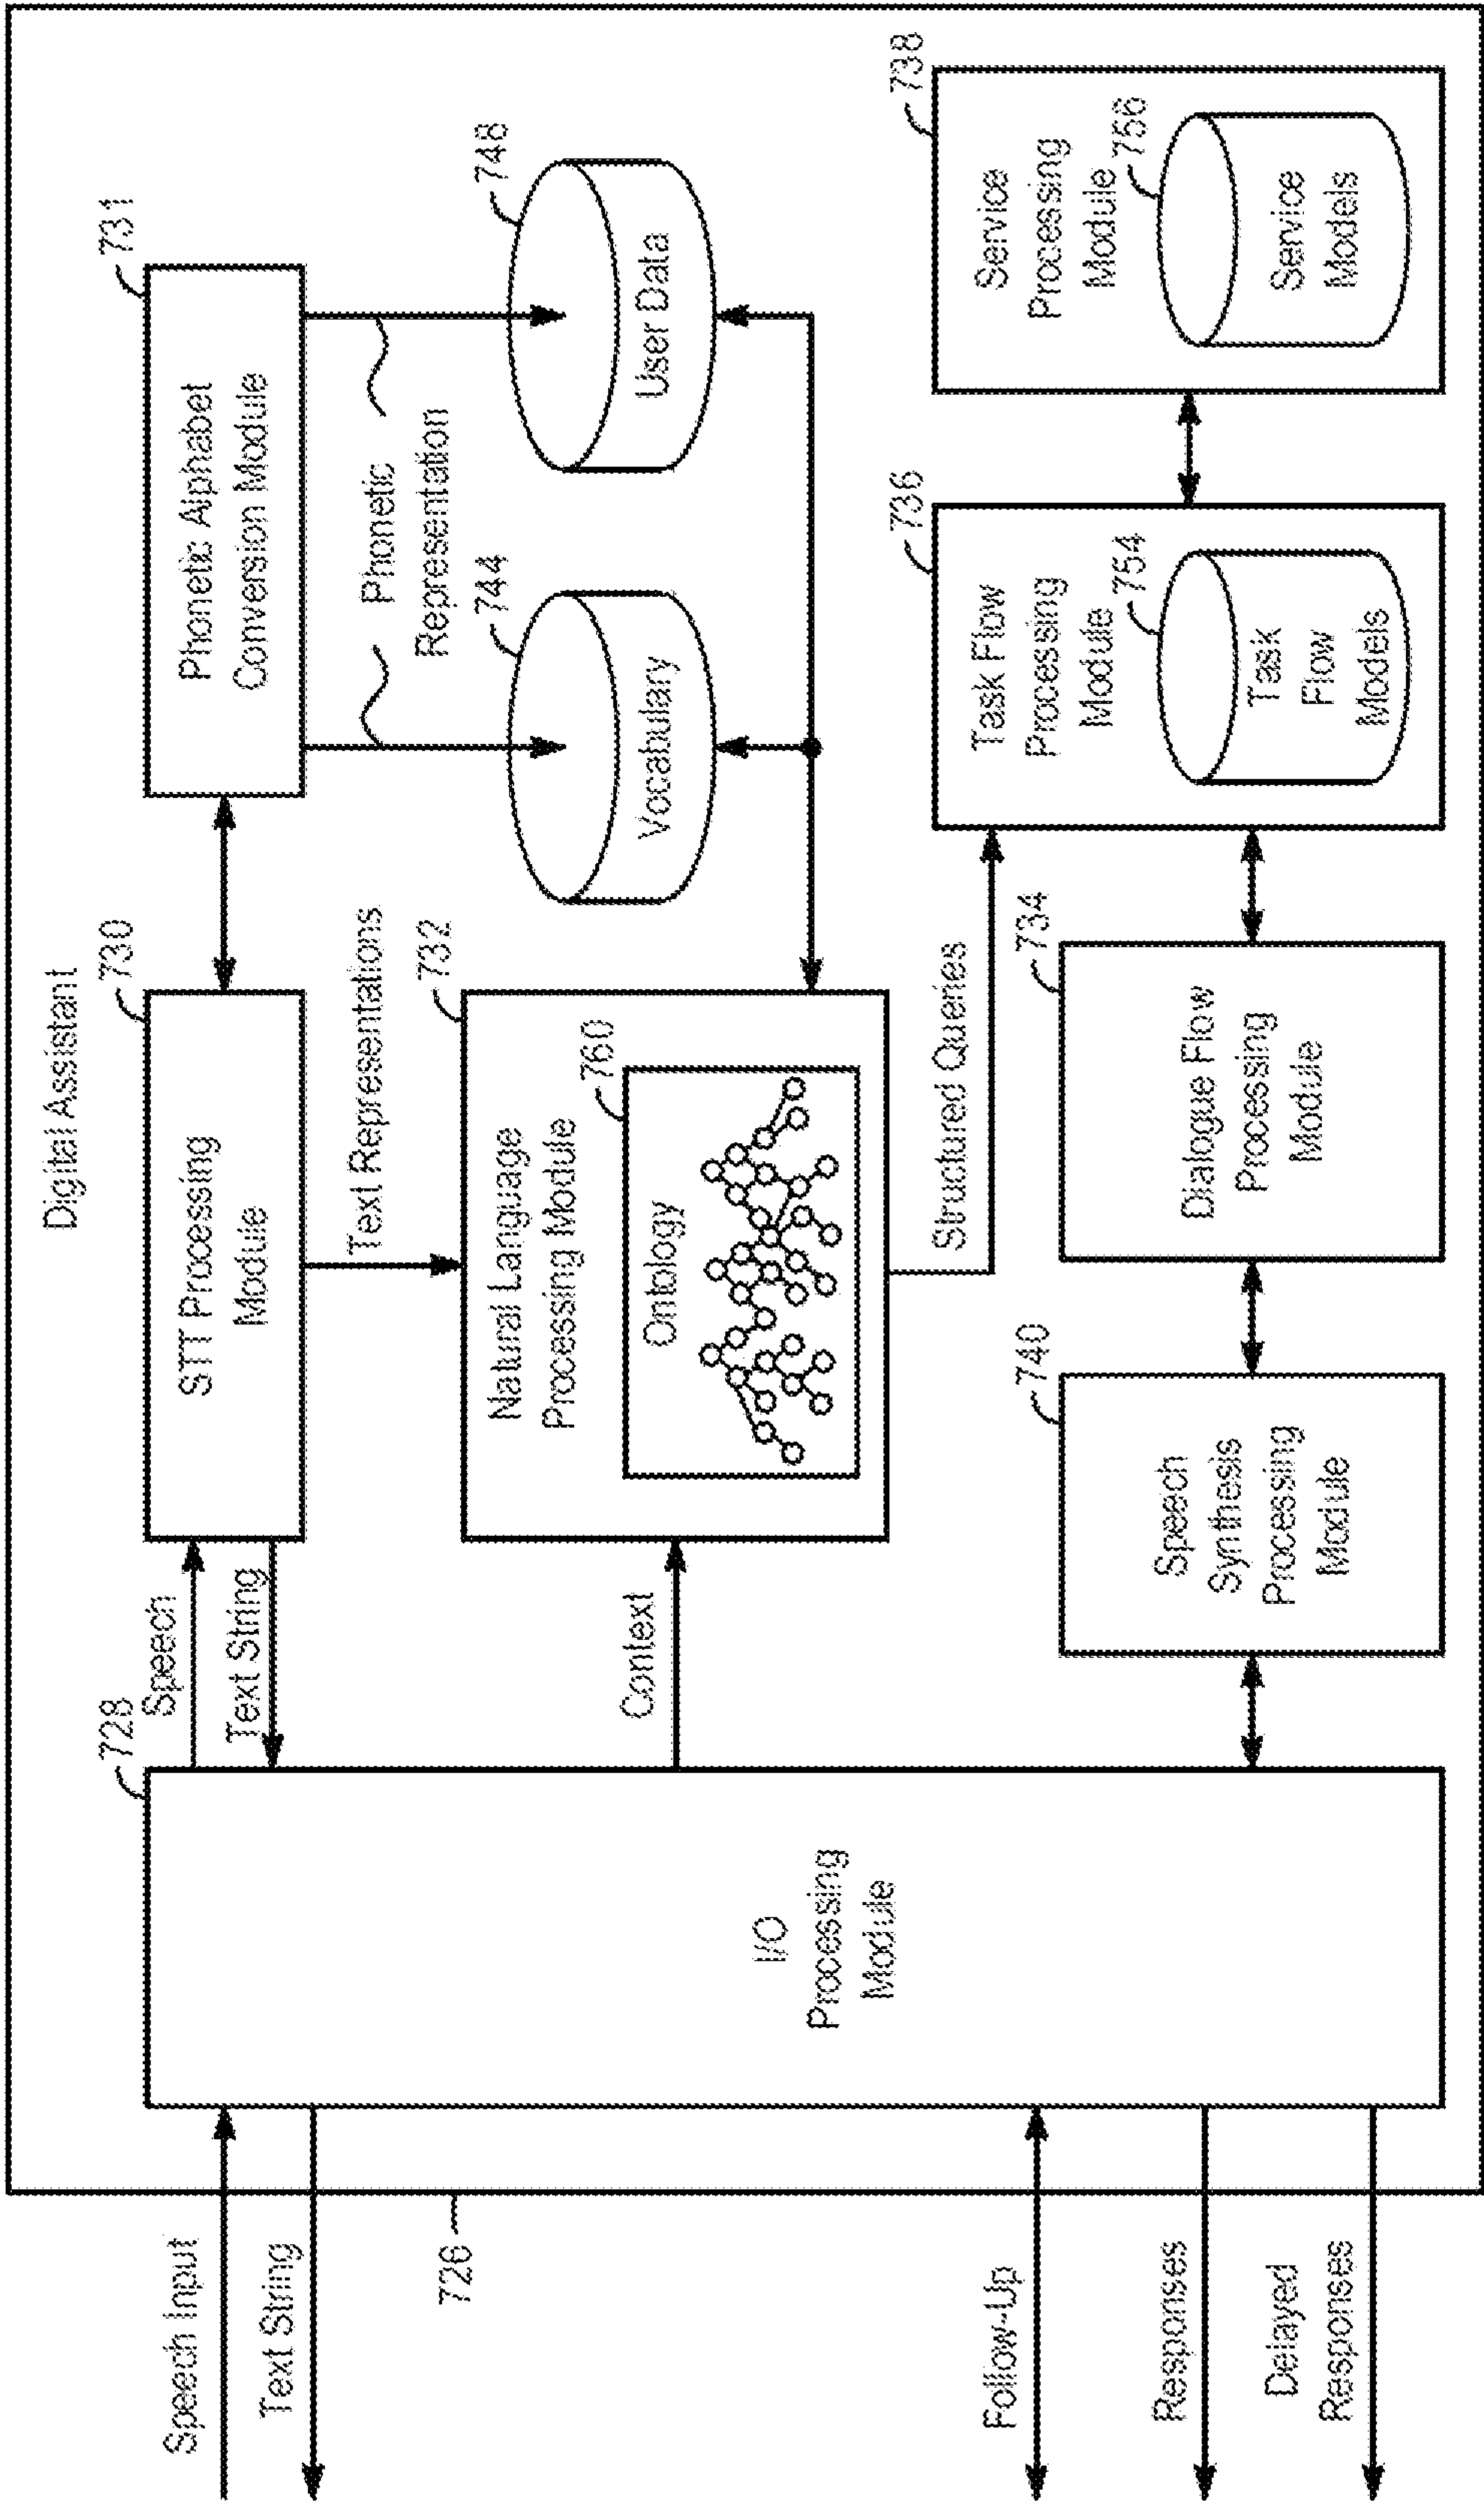 Digital Assistant
Speech Input
Text String
726
728
Speech
Text String
730
STT Processing
Module
731
Phonetic Alphabet
Conversion Module
Text Representations
Phonetic
Representation
744
Vocabulary
748
User Data
Context
732
Natural Language
Processing Module
760
Ontology
I/O
Processing
Module
Structured Queries
Follow-Up
Responses
Delayed
Responses
740
Speech
Synthesis
Processing
Module
734
Dialogue Flow
Processing
Module
736
Task Flow
Processing
Module
754
Task
Flow
Models
738
Service
Processing
Module
756
Service
Models